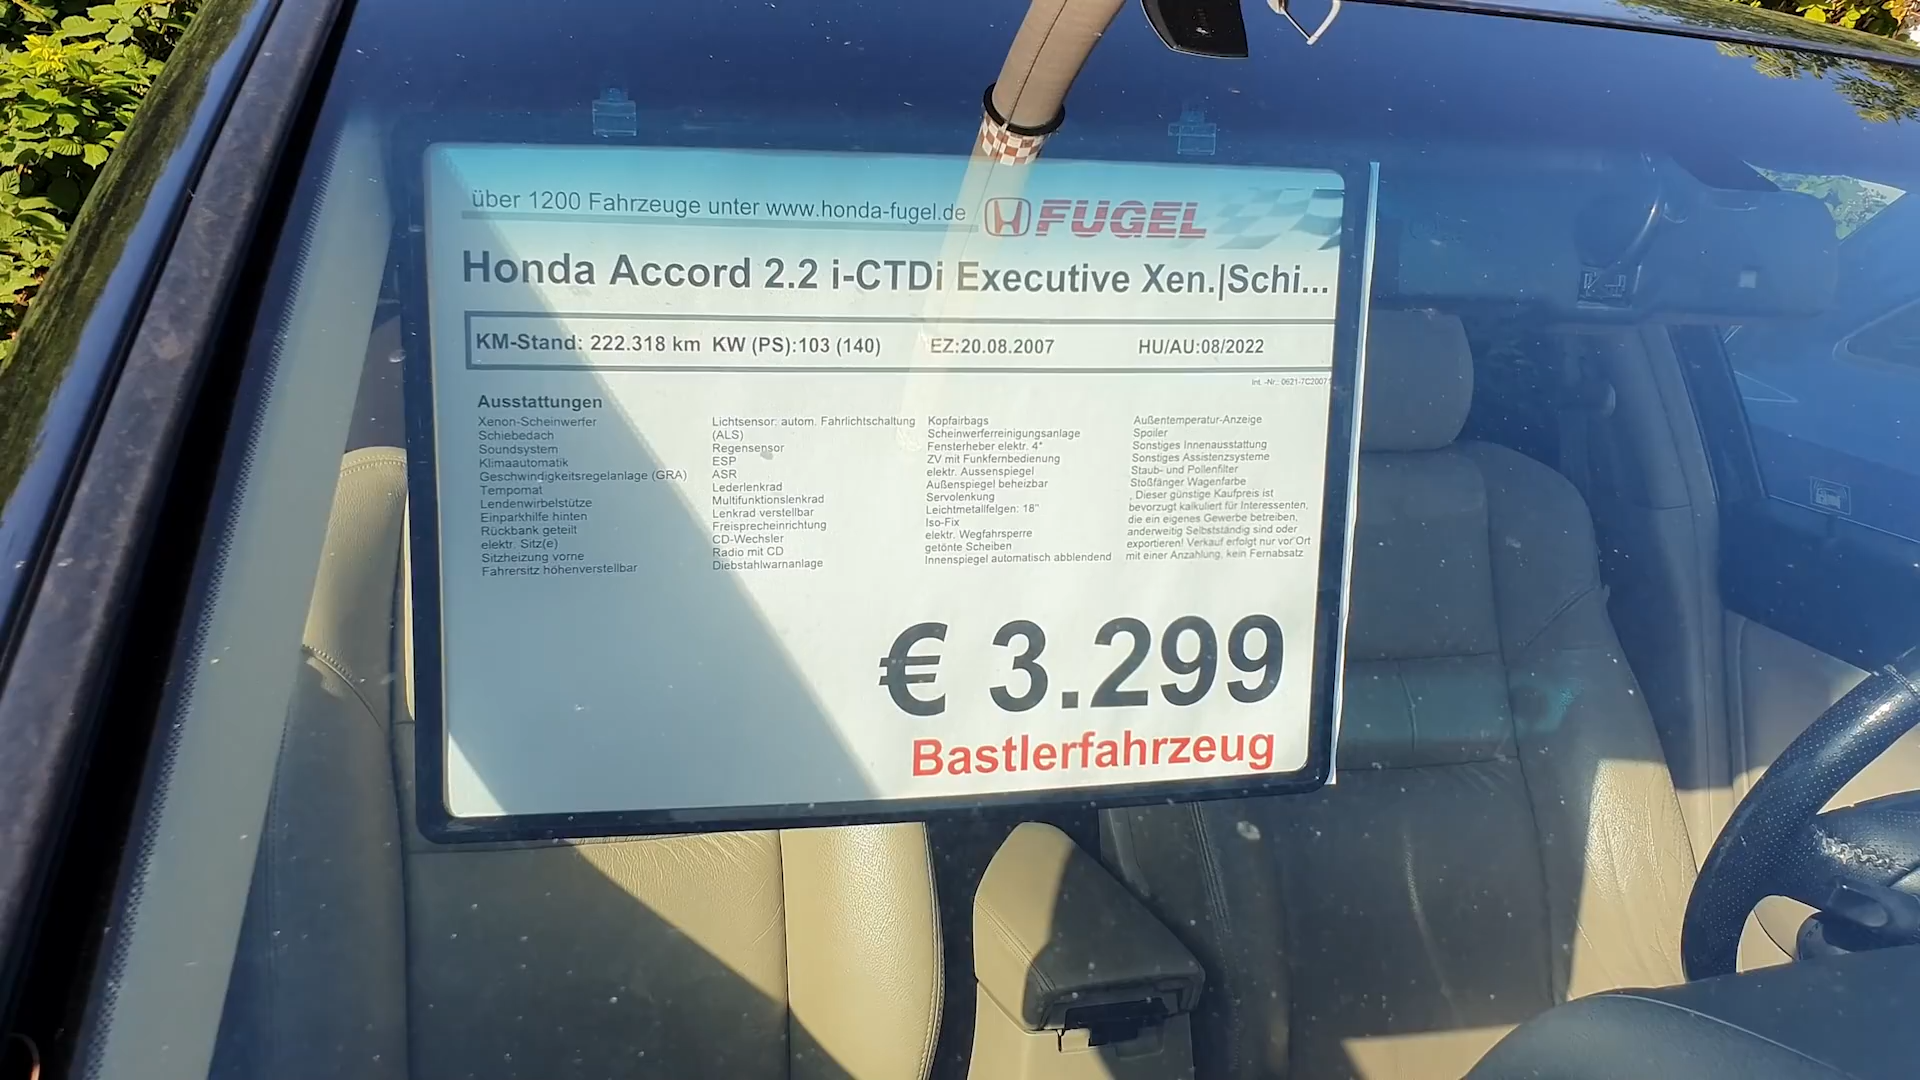 über 1200 Fahrzeuge unter www.honda-fugel.de
FUGEL
Honda Accord 2.2 i-CTDi Executive Xen.|Schi...
KM-Stand: 222.318 km KW (PS):103 (140) EZ:20.08.2007 HU/AU:08/2022
Int. -Nr.: 0621-7C2007
Ausstattungen
Xenon-Scheinwerfer
Schiebedach
Soundsystem
Klimaautomatik
Geschwindigkeitsregelanlage (GRA)
Tempomat
Lendenwirbelstütze
Einparkhilfe hinten
Rückbank geteilt
elektr. Sitz(e)
Sitzheizung vorne
Fahrersitz höhenverstellbar
Lichtsensor: autom. Fahrlichtschaltung
(ALS)
Regensensor
ESP
ASR
Lederlenkrad
Multifunktionslenkrad
Lenkrad verstellbar
Freisprecheinrichtung
CD-Wechsler
Radio mit CD
Diebstahlwarnanlage
Kopfairbags
Scheinwerferreinigungsanlage
Fensterheber elektr. 4*
ZV mit Funkfernbedienung
elektr. Aussenspiegel
Außenspiegel beheizbar
Servolenkung
Leichtmetallfelgen: 18"
Iso-Fix
elektr. Wegfahrsperre
getönte Scheiben
Innenspiegel automatisch abblendend
Außentemperatur-Anzeige
Spoiler
Sonstiges Innenausstattung
Sonstiges Assistenzsysteme
Staub- und Pollenfilter
Stoßfänger Wagenfarbe
, Dieser günstige Kaufpreis ist
bevorzugt kalkuliert für Interessenten,
die ein eigenes Gewerbe betreiben,
anderweitig Selbstständig sind oder
exportieren! Verkauf erfolgt nur vor Ort
mit einer Anzahlung, kein Fernabsatz
€ 3.299
Bastlerfahrzeug